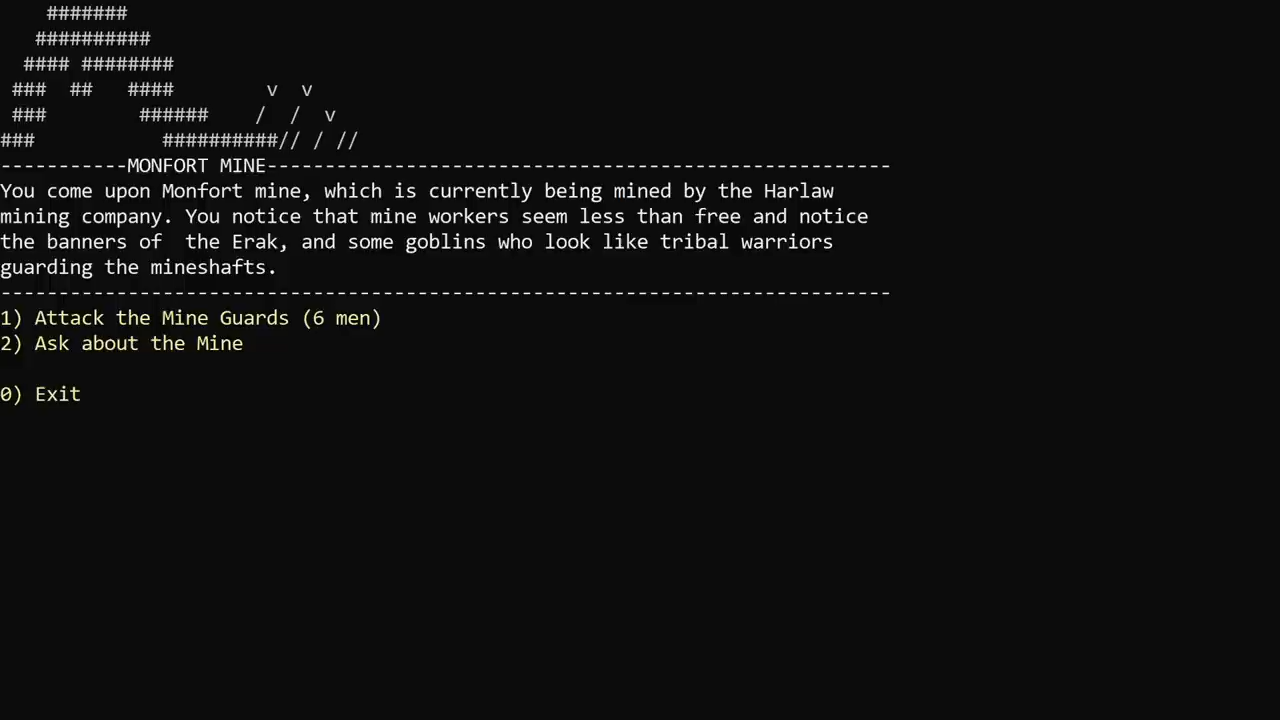 #######
   ##########
  #### ########
 ###  ##   ####        v  v
 ###        ######    /  /  v
###           ##########// / //
-----------MONFORT MINE------------------------------------------------------
You come upon Monfort mine, which is currently being mined by the Harlaw
mining company. You notice that mine workers seem less than free and notice
the banners of  the Erak, and some goblins who look like tribal warriors
guarding the mineshafts.
-----------------------------------------------------------------------------
1) Attack the Mine Guards (6 men)
2) Ask about the Mine
0) Exit